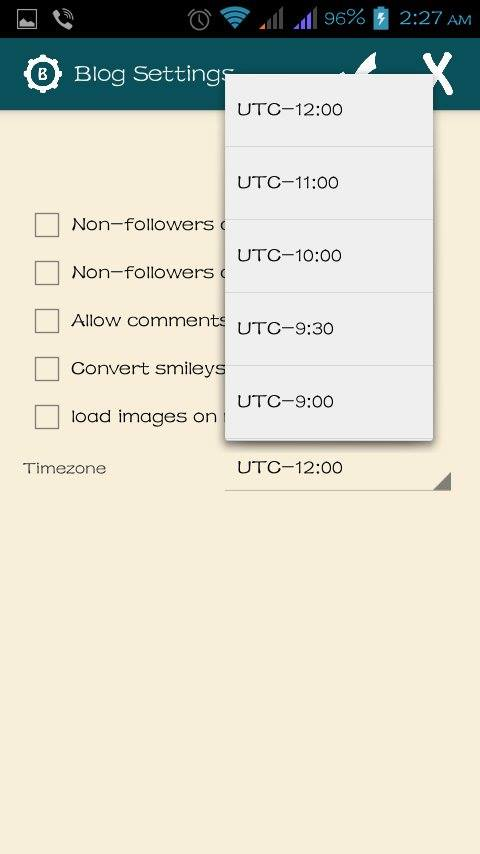 96% 2:27 AM
B Blog Settings
UTC-12:00
UTC-11:00
Non-followers
UTC-10:00
Non-followers
Allow comments
UTC-9:30
Convert smileys
UTC-9:00
load images on
Timezone UTC-12:00